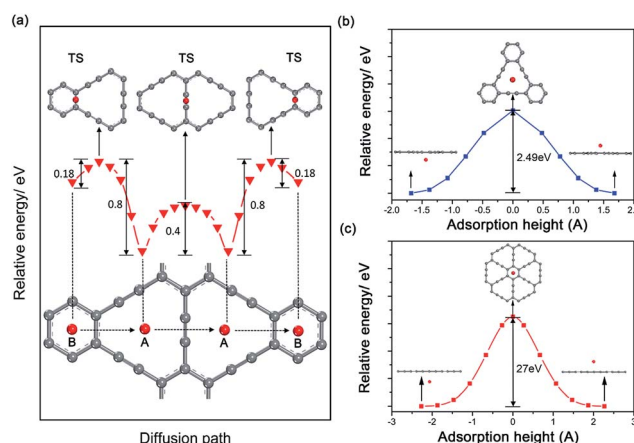 (a)
TS TS TS
0.18
0.8
0.4
0.8
0.18
B A A B
Relative energy/ eV
Diffusion path
(b)
Relative energy/ eV
2.49eV
-2.0 -1.5 -1.0 -0.5 0.0 0.5 1.0 1.5 2.0
Adsorption height (A)
(c)
Relative energy/ eV
27eV
-3 -2 -1 0 1 2 3
Adsorption height (A)